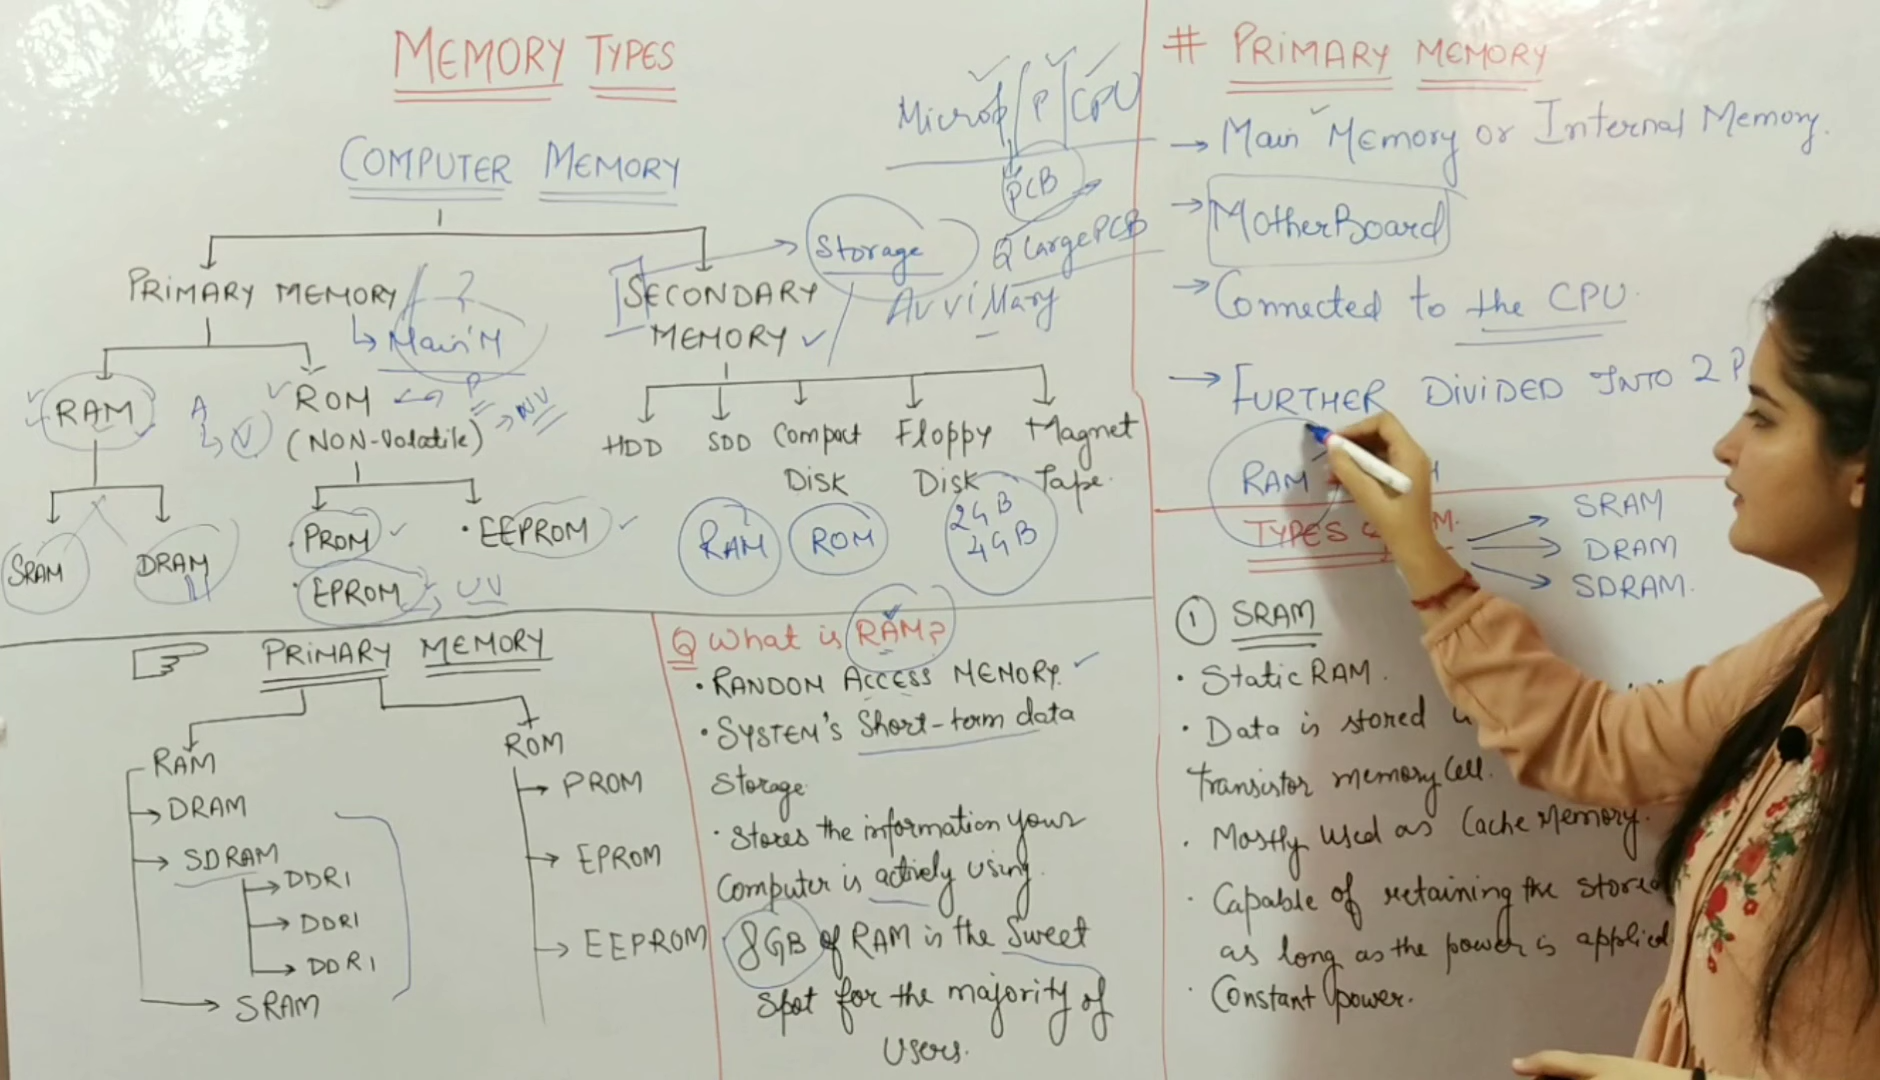 MEMORY TYPES
COMPUTER MEMORY
PRIMARY MEMORY
?
↳ Main M
SECONDARY
MEMORY ✓
Storage
Microp / P / CPU
PCB
Q Large PCB
RAM
A
↳ V
ROM
P
→ NV
(NON-Volatile)
SRAM
DRAM
• PROM ✓
• EEPROM ✓
• EPROM → UV
HDD
SDD
Compact
Disk
Floppy
Disk
Magnet
Tape.
RAM
ROM
2GB
4GB
PRIMARY MEMORY
RAM
→ DRAM
→ SDRAM
→ DDR1
→ DDR1
→ DDR1
→ SRAM
ROM
→ PROM
→ EPROM
→ EEPROM
Q What is RAM?
• RANDOM ACCESS MEMORY. ✓
• SYSTEM'S Short-term data
Storage
• Stores the information your
Computer is actively using.
8GB of RAM is the Sweet
Spot for the majority of
Users.
# PRIMARY MEMORY
→ Main Memory or Internal Memory.
→ MotherBoard
→ Connected to the CPU.
→ FURTHER DIVIDED INTO 2 P
RAM
TYPES
SRAM
DRAM
SDRAM.
① SRAM
• Static RAM.
• Data is stored
transistor memory Cell.
• Mostly used as Cache Memory.
• Capable of retaining the
as long as the power is applied
• Constant power.